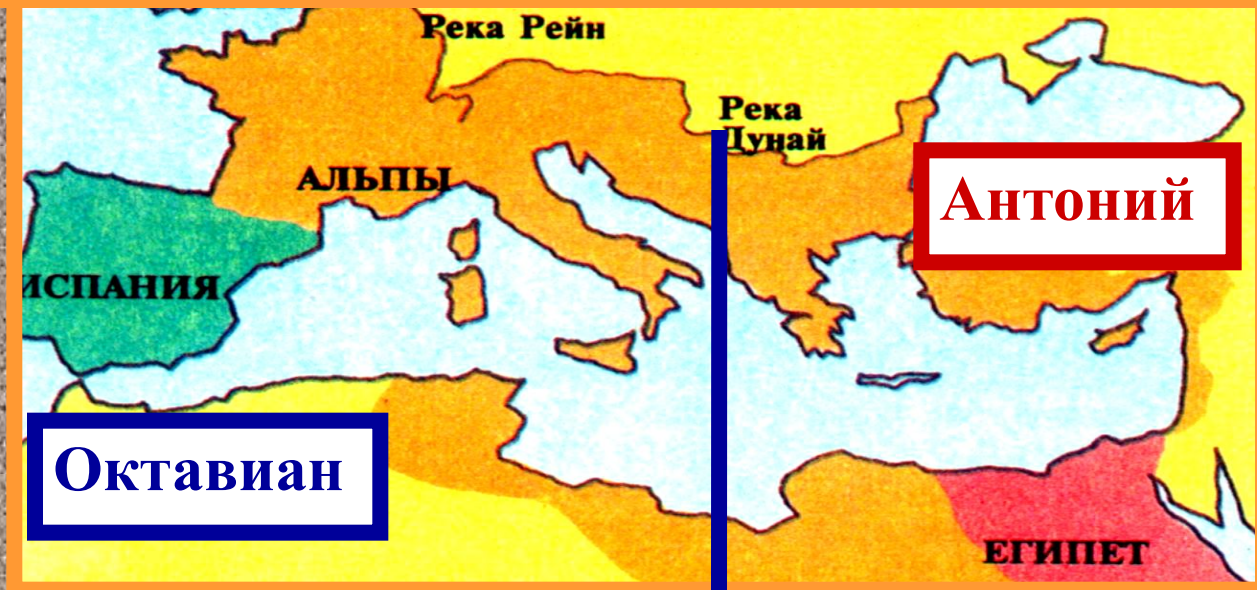 Река Рейн
Река
Дунай
АЛЬПЫ
Антоний
ИСПАНИЯ
Октавиан
ЕГИПЕТ